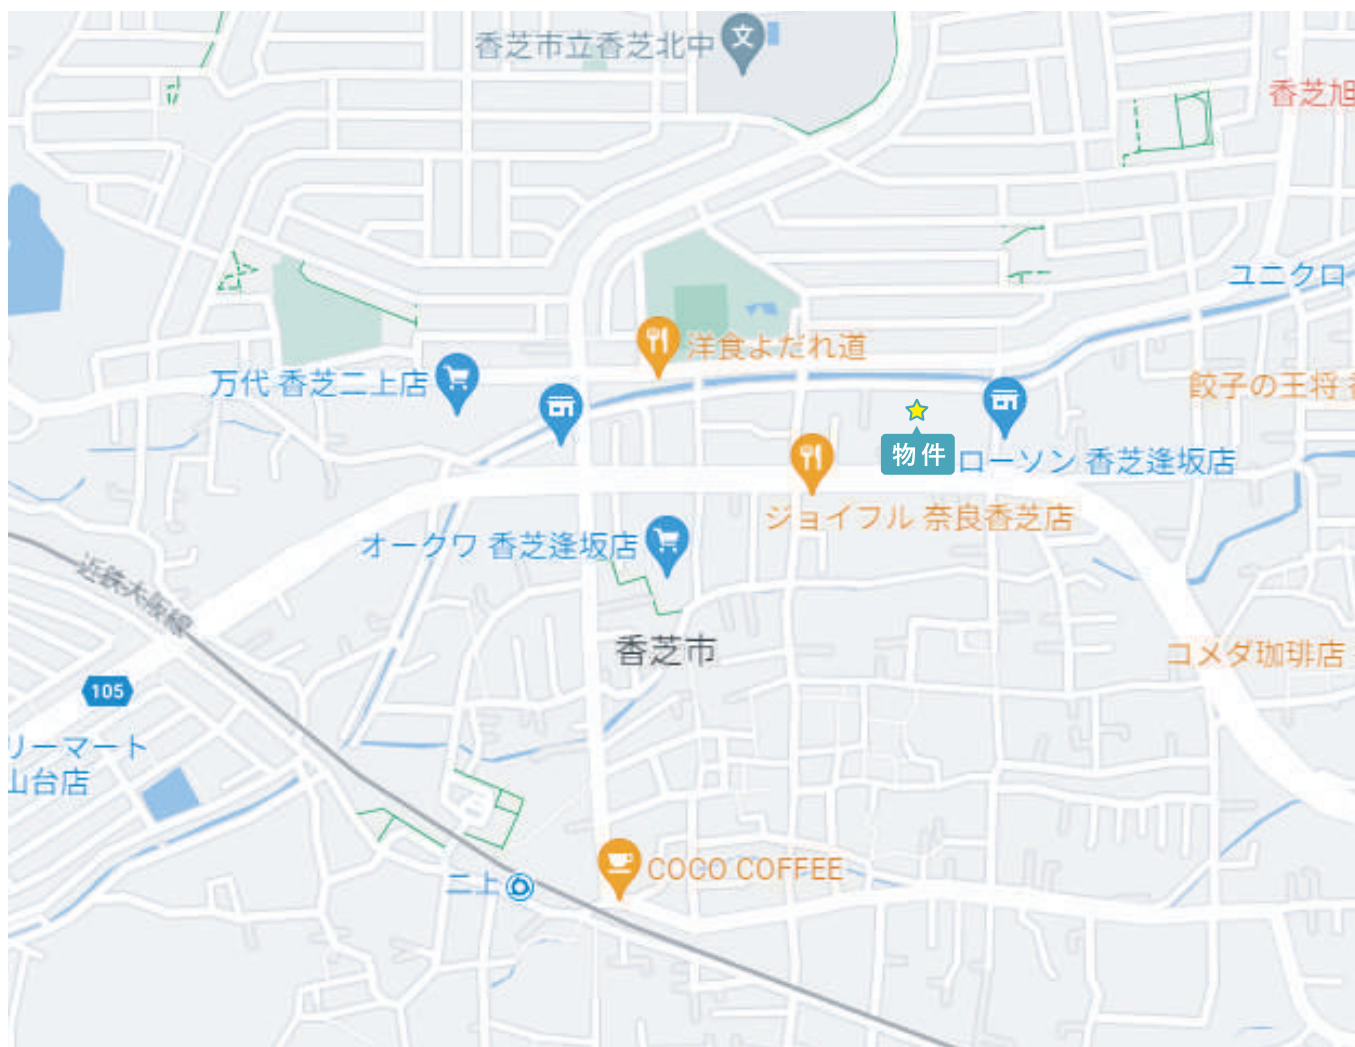 香芝市立香芝北中
香芝旭
ユニクロ
洋食よだれ道
万代 香芝二上店
餃子の王将 香
物件
ローソン 香芝逢坂店
ジョイフル 奈良香芝店
オークワ 香芝逢坂店
近鉄大阪線
香芝市
コメダ珈琲店
105
リーマート
山台店
COCO COFFEE
二上